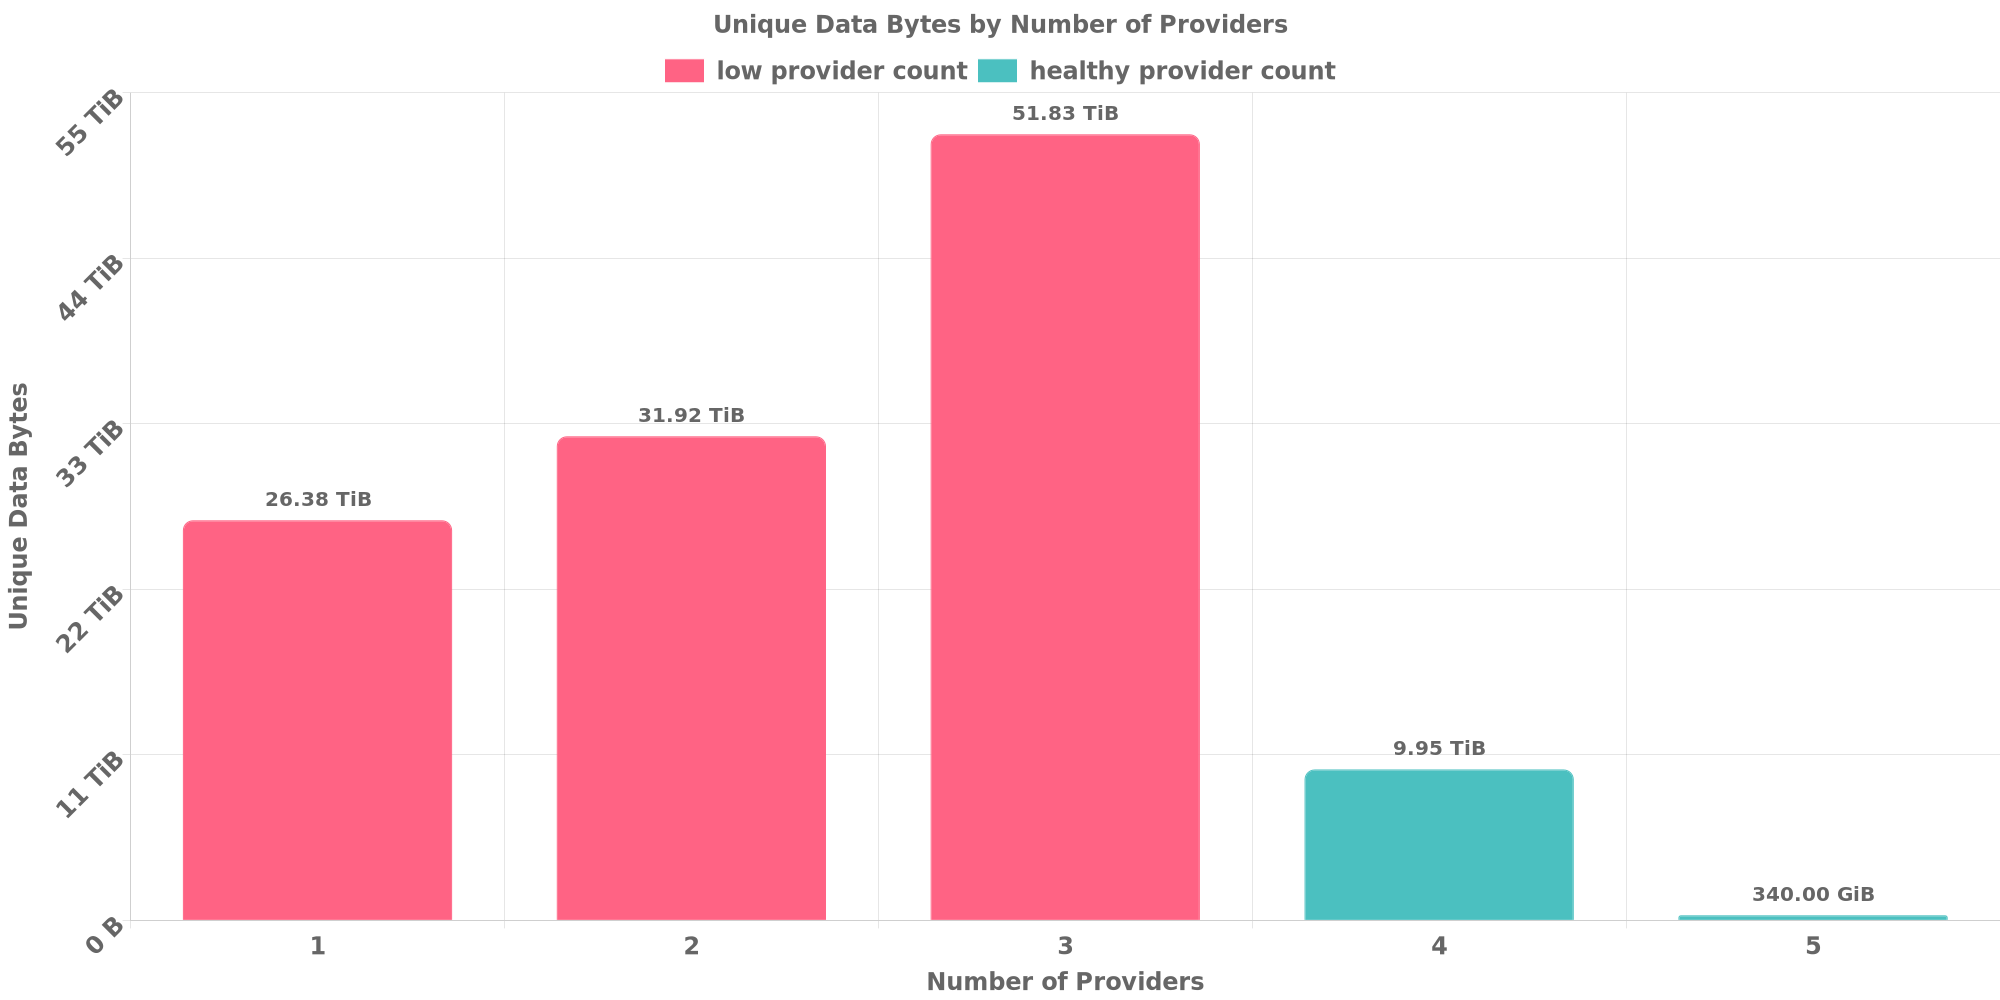 Unique Data Bytes by Number of Providers
low provider count healthy provider count
55 TiB
44 TiB
33 TiB
22 TiB
11 TiB
0 B
Unique Data Bytes
26.38 TiB
31.92 TiB
51.83 TiB
9.95 TiB
340.00 GiB
1 2 3 4 5
Number of Providers